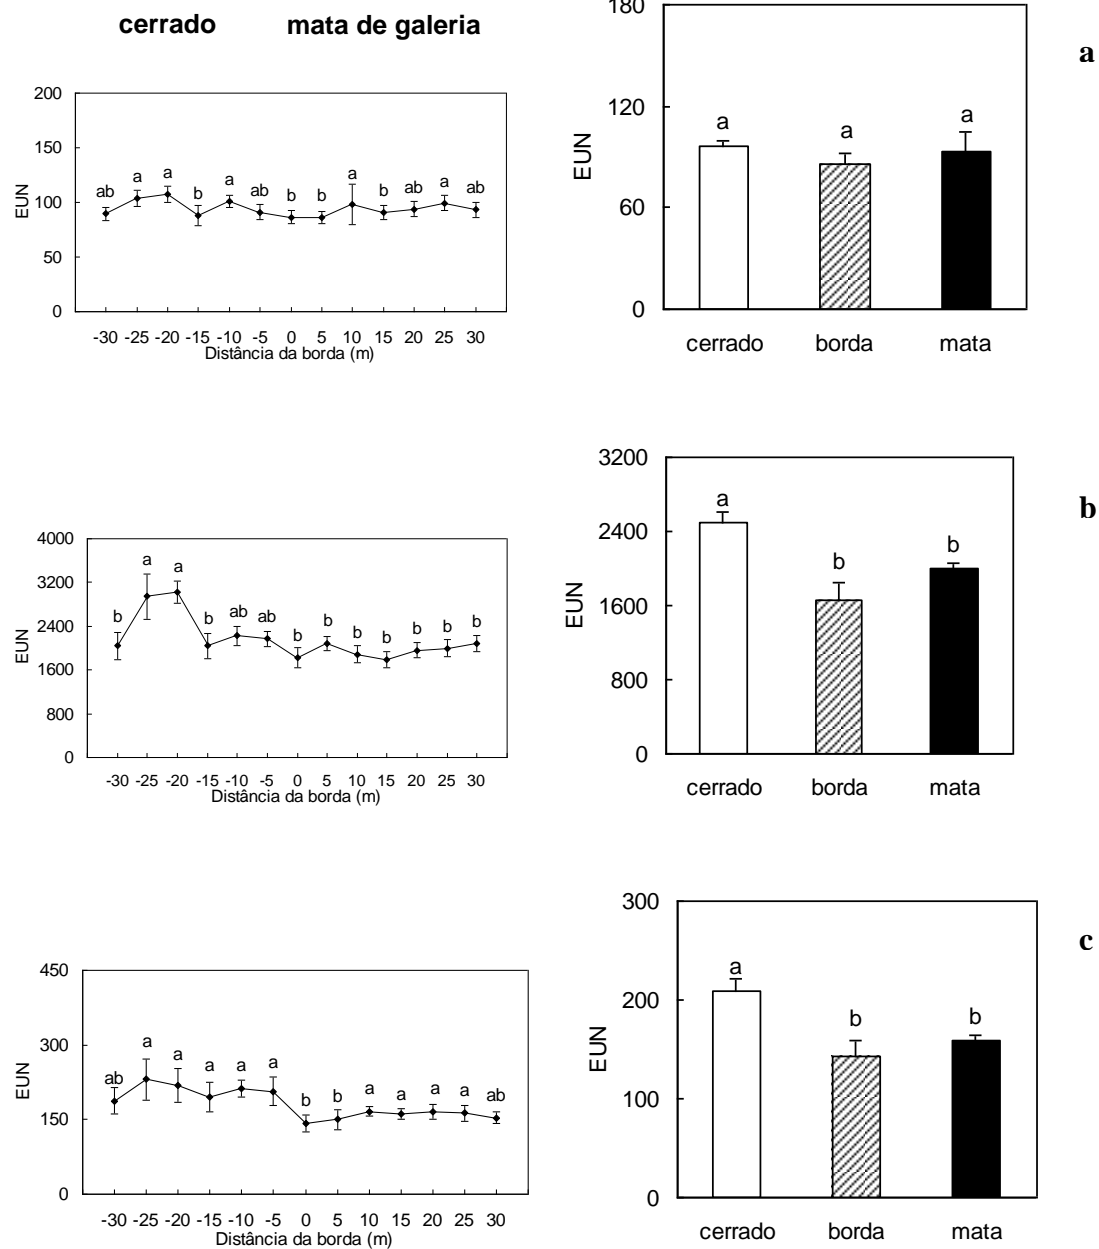 cerrado mata de galeria
a
200
150
100
50
0
EUN
ab a a b a ab b b a b ab a ab
-30 -25 -20 -15 -10 -5 0 5 10 15 20 25 30
Distância da borda (m)
180
120
60
0
EUN
a a a
cerrado borda mata
b
4000
3200
2400
1600
800
0
EUN
b a a b ab ab b b b b b b b
-30 -25 -20 -15 -10 -5 0 5 10 15 20 25 30
Distância da borda (m)
3200
2400
1600
800
0
EUN
a b b
cerrado borda mata
c
450
300
150
0
EUN
ab a a a a a b b a a a a ab
-30 -25 -20 -15 -10 -5 0 5 10 15 20 25 30
Distância da borda (m)
300
200
100
0
EUN
a b b
cerrado borda mata